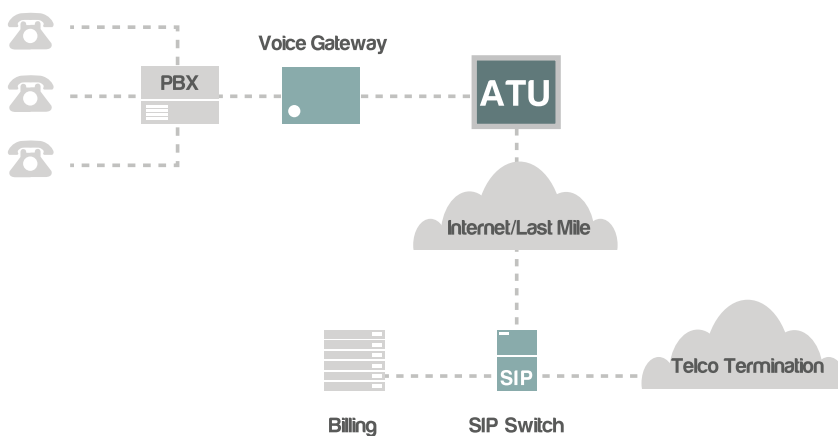 Voice Gateway
PBX
ATU
Internet/Last Mile
Telco Termination
SIP
Billing
SIP Switch